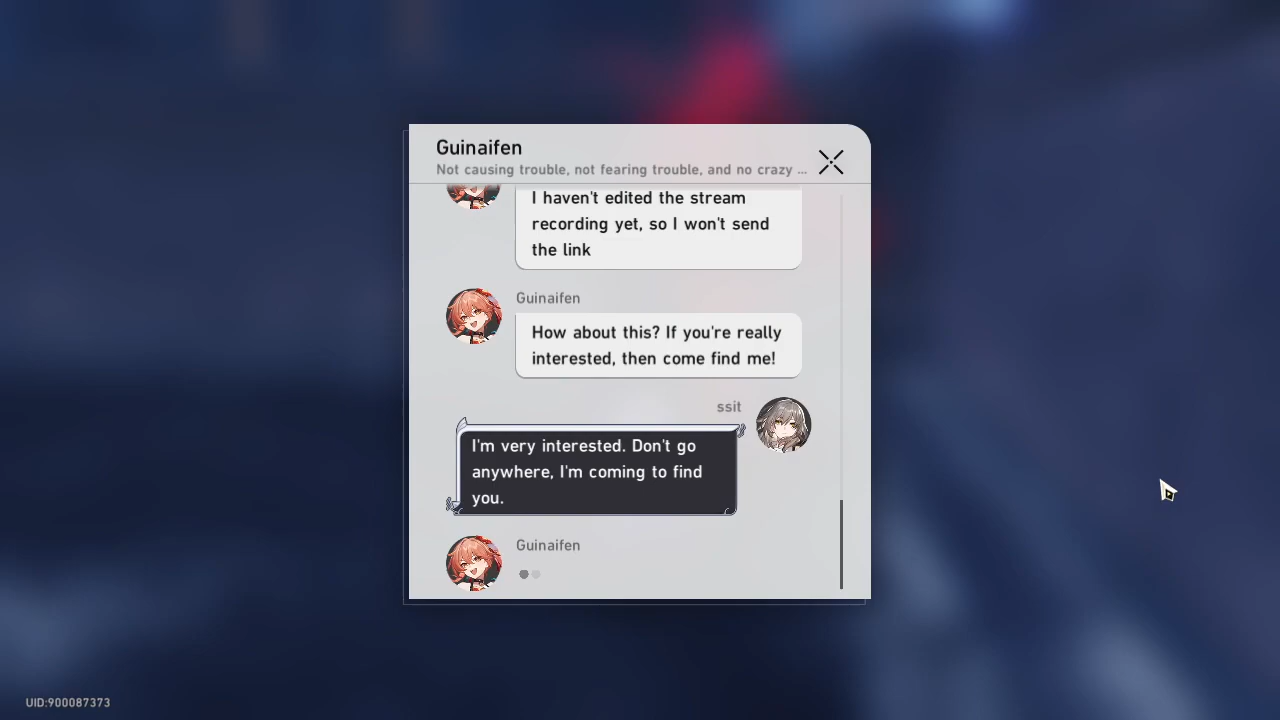 Guinaifen
Not causing trouble, not fearing trouble, and no crazy ...
I haven't edited the stream
recording yet, so I won't send
the link
Guinaifen
How about this? If you're really
interested, then come find me!
ssit
I'm very interested. Don't go
anywhere, I'm coming to find
you.
Guinaifen
UID:900087373